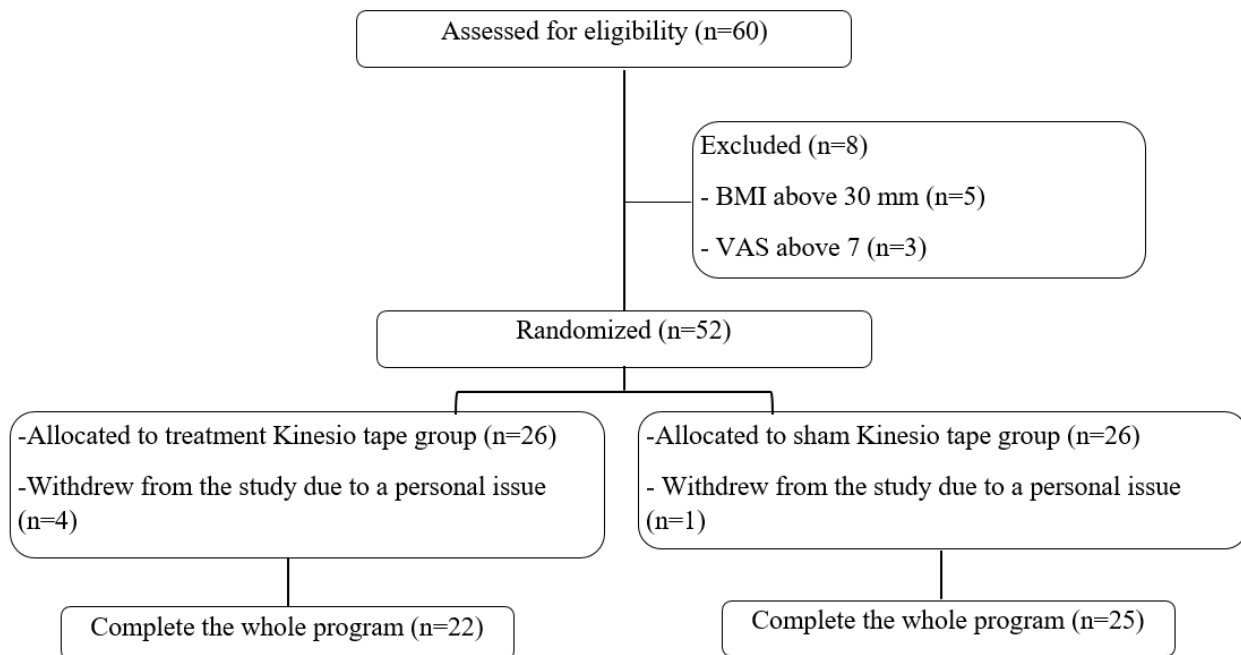 Assessed for eligibility (n=60)
Excluded (n=8)
- BMI above 30 mm (n=5)
- VAS above 7 (n=3)
Randomized (n=52)
-Allocated to treatment Kinesio tape group (n=26)
-Withdrew from the study due to a personal issue
(n=4)
-Allocated to sham Kinesio tape group (n=26)
- Withdrew from the study due to a personal issue
(n=1)
Complete the whole program (n=22)
Complete the whole program (n=25)